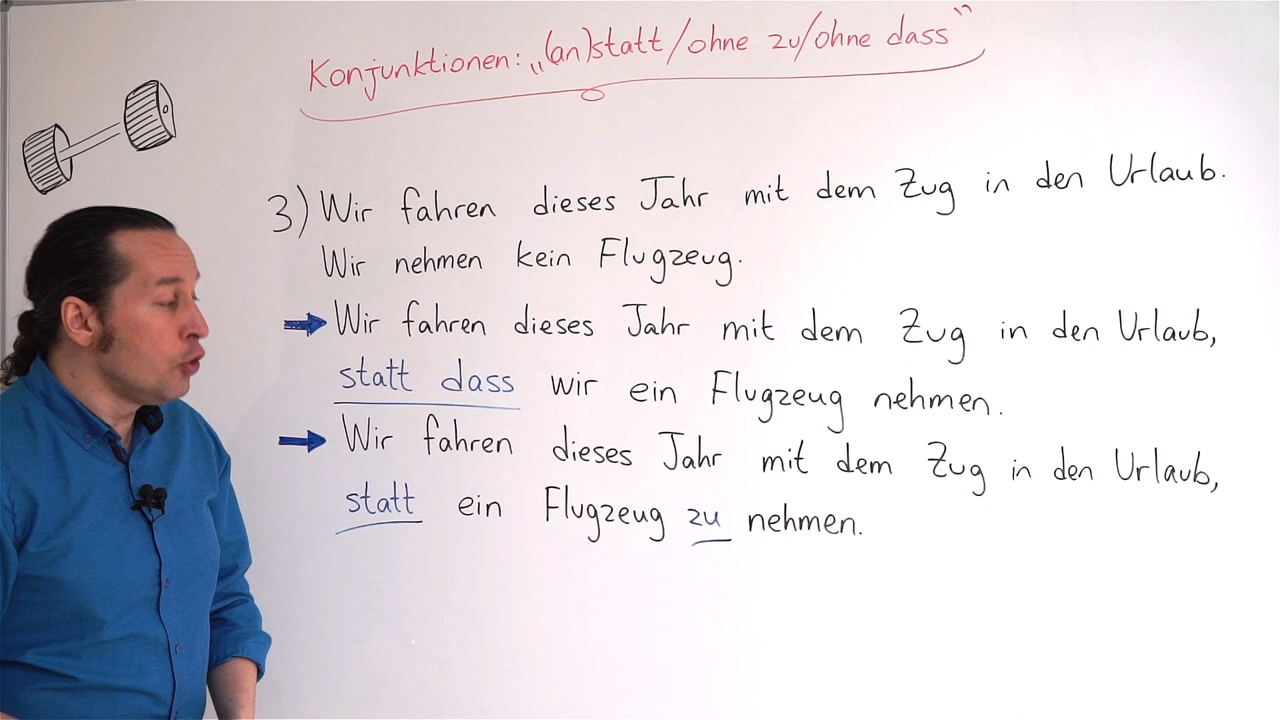 Konjunktionen: „(an)statt/ohne zu/ohne dass"
3) Wir fahren dieses Jahr mit dem Zug in den Urlaub.
Wir nehmen kein Flugzeug.
Wir fahren dieses Jahr mit dem Zug in den Urlaub,
statt dass wir ein Flugzeug nehmen.
Wir fahren dieses Jahr mit dem Zug in den Urlaub,
statt ein Flugzeug zu nehmen.